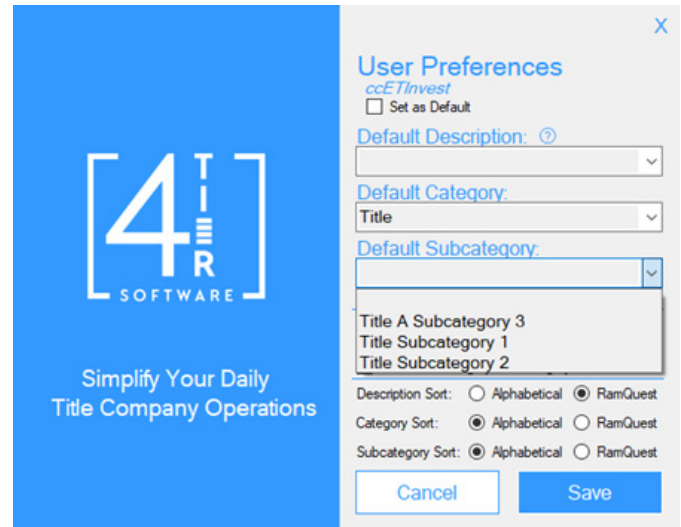 X
User Preferences
ccETInvest
Set as Default
Default Description: ?
Default Category:
Title
Default Subcategory:
Title A Subcategory 3
Title Subcategory 1
Title Subcategory 2
Description Sort: Alphabetical RamQuest
Category Sort: Alphabetical RamQuest
Subcategory Sort: Alphabetical RamQuest
Cancel Save
4TIER
SOFTWARE
Simplify Your Daily
Title Company Operations